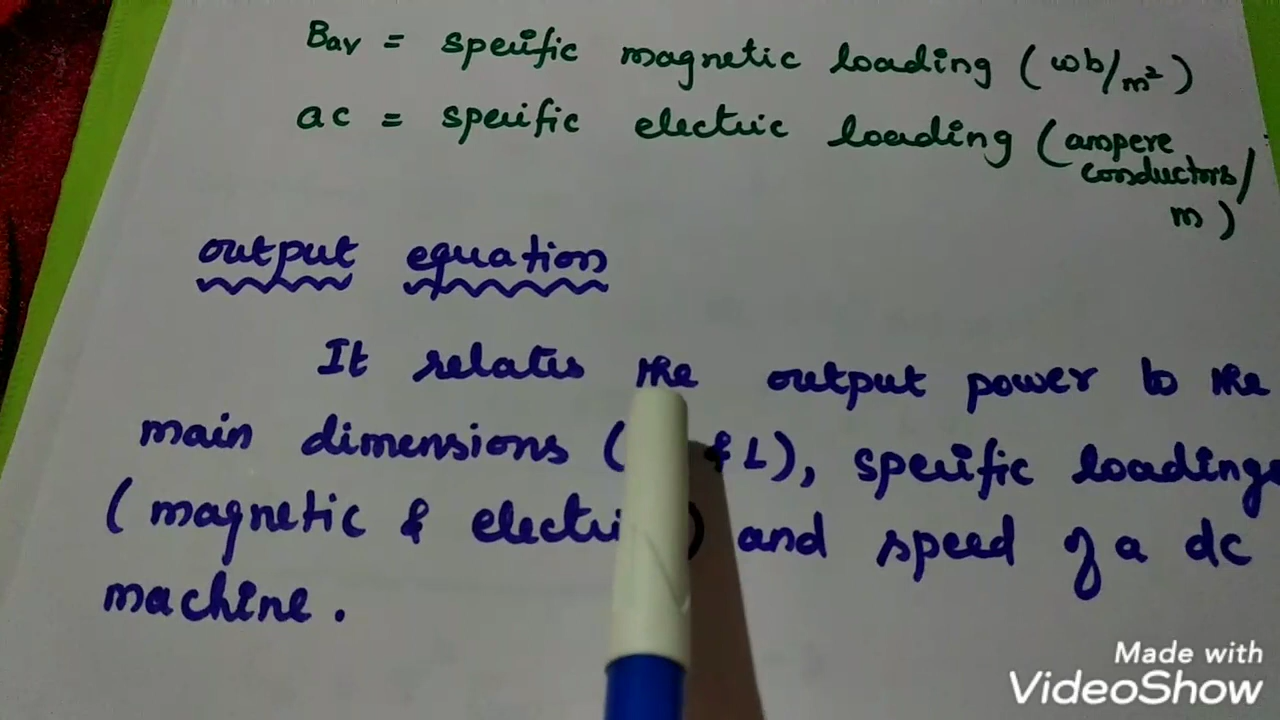 Bav = specific magnetic loading (wb/m²)
ac = specific electric loading (ampere
conductors/
m)
output equation
It relates the output power to the
main dimensions ( & L), specific loadings
(magnetic & electri ) and speed of a dc
machine.
Made with
VideoShow